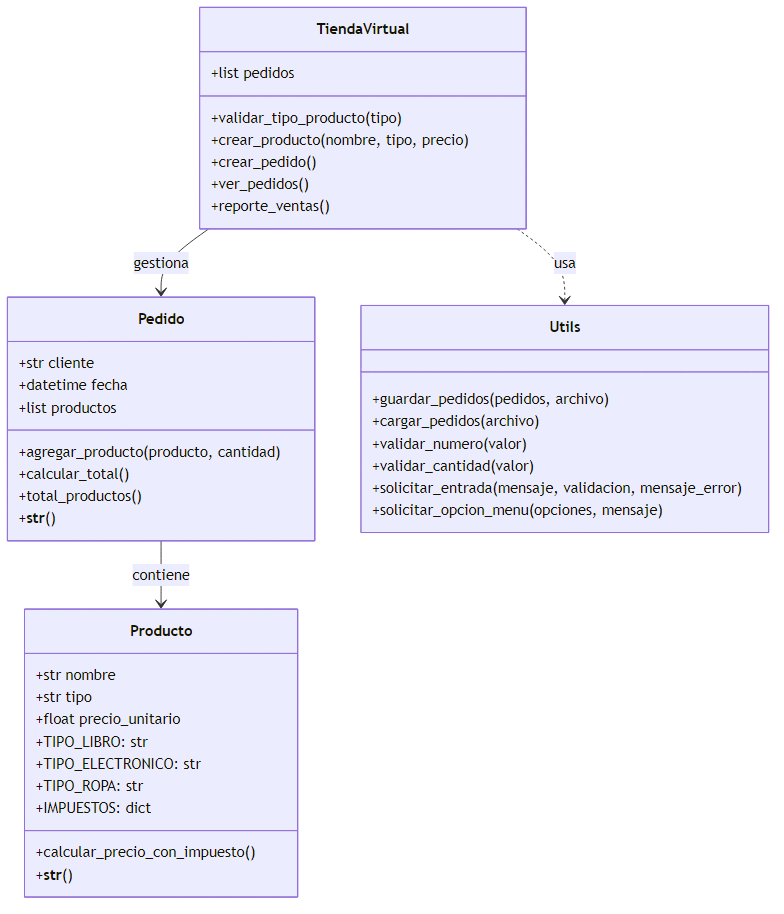 TiendaVirtual
+list pedidos
+validar_tipo_producto(tipo)
+crear_producto(nombre, tipo, precio)
+crear_pedido()
+ver_pedidos()
+reporte_ventas()
gestiona
usa
Pedido
+str cliente
+datetime fecha
+list productos
+agregar_producto(producto, cantidad)
+calcular_total()
+total_productos()
+str()
Utils
+guardar_pedidos(pedidos, archivo)
+cargar_pedidos(archivo)
+validar_numero(valor)
+validar_cantidad(valor)
+solicitar_entrada(mensaje, validacion, mensaje_error)
+solicitar_opcion_menu(opciones, mensaje)
contiene
Producto
+str nombre
+str tipo
+float precio_unitario
+TIPO_LIBRO: str
+TIPO_ELECTRONICO: str
+TIPO_ROPA: str
+IMPUESTOS: dict
+calcular_precio_con_impuesto()
+str()